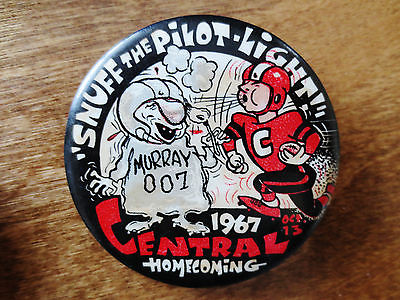 "SNUFF THE PILOT-LIGHT!!"
MURRAY
007
C
1967
OCT. 13
CENTRAL
HOMECOMING